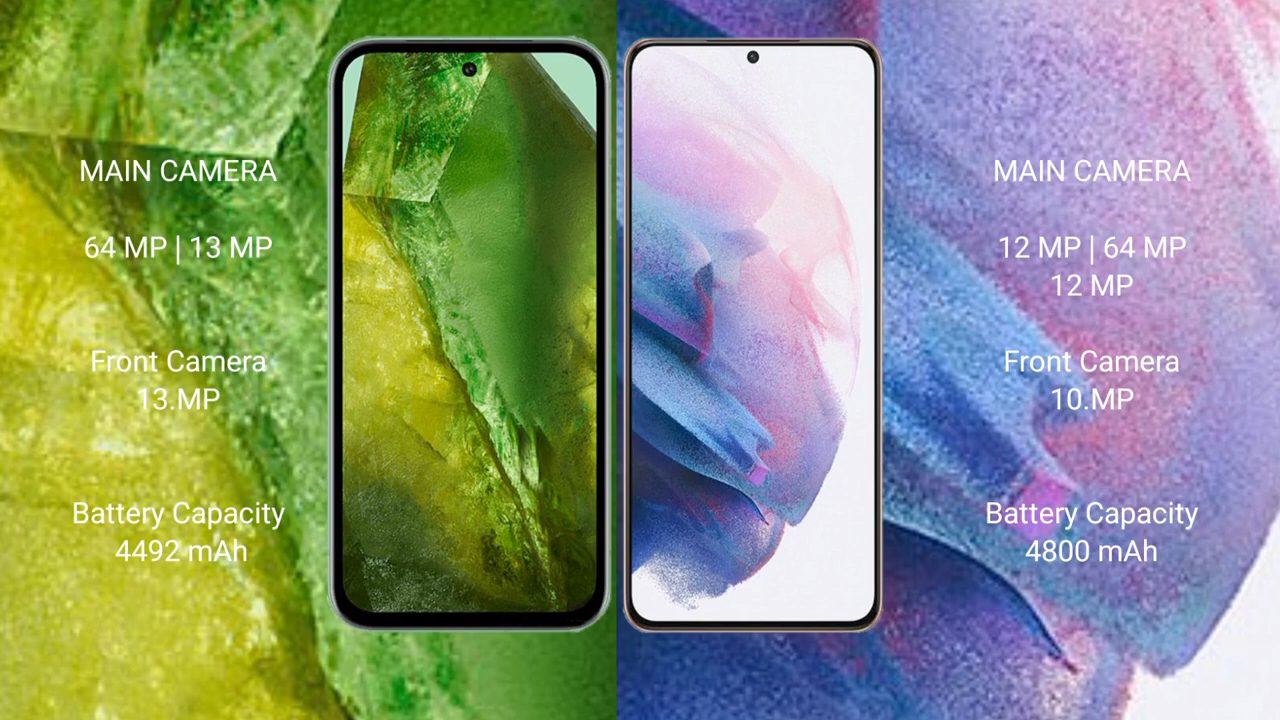 MAIN CAMERA
64 MP | 13 MP
Front Camera
13.MP
Battery Capacity
4492 mAh
MAIN CAMERA
12 MP | 64 MP
12 MP
Front Camera
10.MP
Battery Capacity
4800 mAh